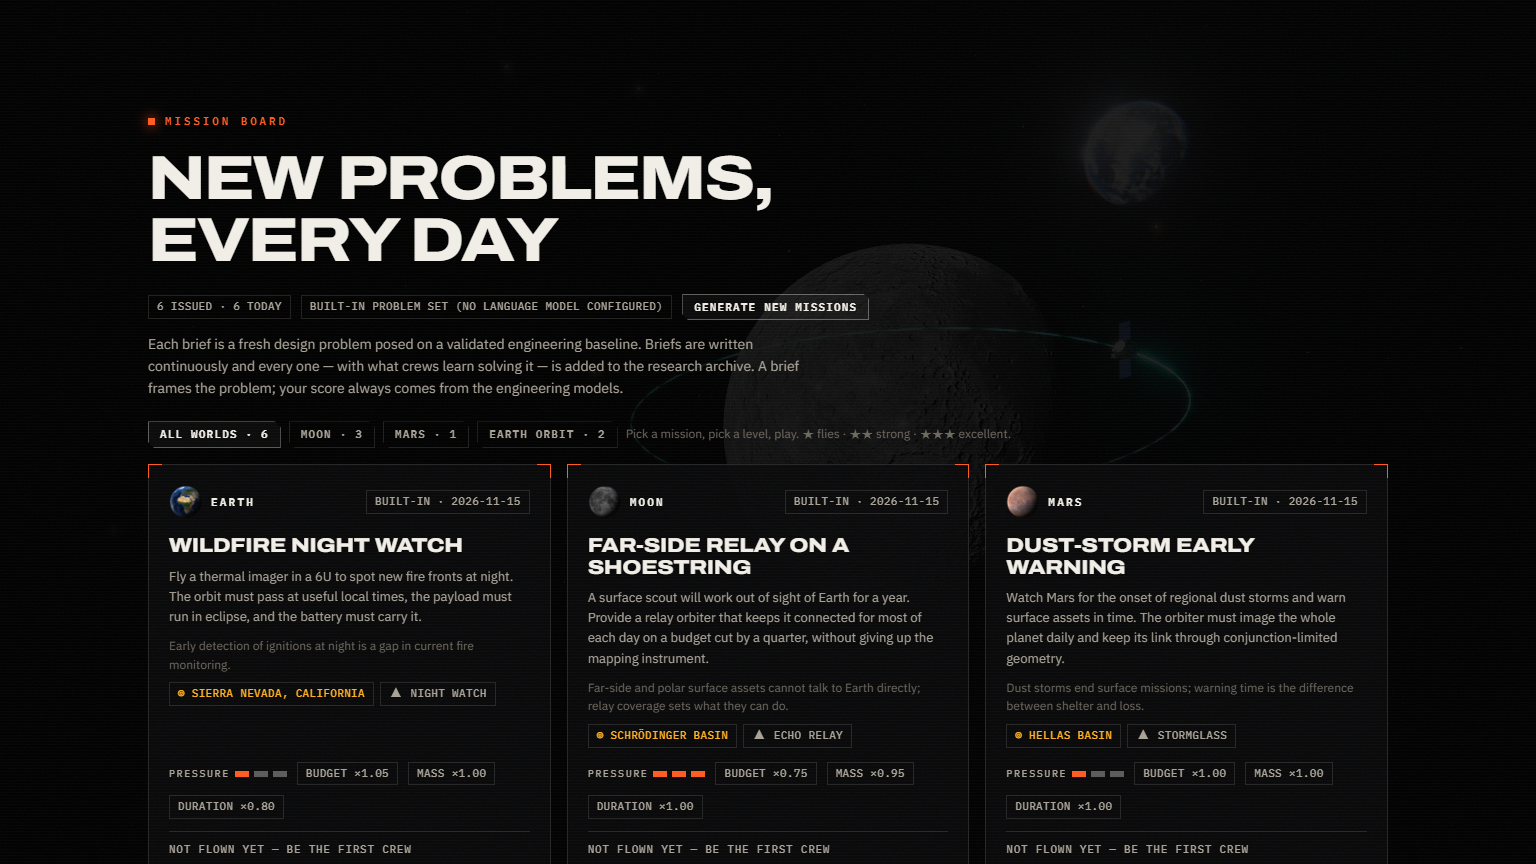 MISSION BOARD
NEW PROBLEMS,
EVERY DAY
6 ISSUED · 6 TODAY
BUILT-IN PROBLEM SET (NO LANGUAGE MODEL CONFIGURED)
GENERATE NEW MISSIONS
Each brief is a fresh design problem posed on a validated engineering baseline. Briefs are written
continuously and every one — with what crews learn solving it — is added to the research archive. A brief
frames the problem; your score always comes from the engineering models.
ALL WORLDS · 6
MOON · 3
MARS · 1
EARTH ORBIT · 2
Pick a mission, pick a level, play. ★ flies · ★★ strong · ★★★ excellent.
EARTH
BUILT-IN · 2026-11-15
WILDFIRE NIGHT WATCH
Fly a thermal imager in a 6U to spot new fire fronts at night.
The orbit must pass at useful local times, the payload must
run in eclipse, and the battery must carry it.
Early detection of ignitions at night is a gap in current fire
monitoring.
⊚ SIERRA NEVADA, CALIFORNIA
▲ NIGHT WATCH
PRESSURE
BUDGET ×1.05
MASS ×1.00
DURATION ×0.80
NOT FLOWN YET — BE THE FIRST CREW
MOON
BUILT-IN · 2026-11-15
FAR-SIDE RELAY ON A
SHOESTRING
A surface scout will work out of sight of Earth for a year.
Provide a relay orbiter that keeps it connected for most of
each day on a budget cut by a quarter, without giving up the
mapping instrument.
Far-side and polar surface assets cannot talk to Earth directly;
relay coverage sets what they can do.
⊚ SCHRÖDINGER BASIN
▲ ECHO RELAY
PRESSURE
BUDGET ×0.75
MASS ×0.95
DURATION ×1.00
NOT FLOWN YET — BE THE FIRST CREW
MARS
BUILT-IN · 2026-11-15
DUST-STORM EARLY
WARNING
Watch Mars for the onset of regional dust storms and warn
surface assets in time. The orbiter must image the whole
planet daily and keep its link through conjunction-limited
geometry.
Dust storms end surface missions; warning time is the difference
between shelter and loss.
⊚ HELLAS BASIN
▲ STORMGLASS
PRESSURE
BUDGET ×1.00
MASS ×1.00
DURATION ×1.00
NOT FLOWN YET — BE THE FIRST CREW